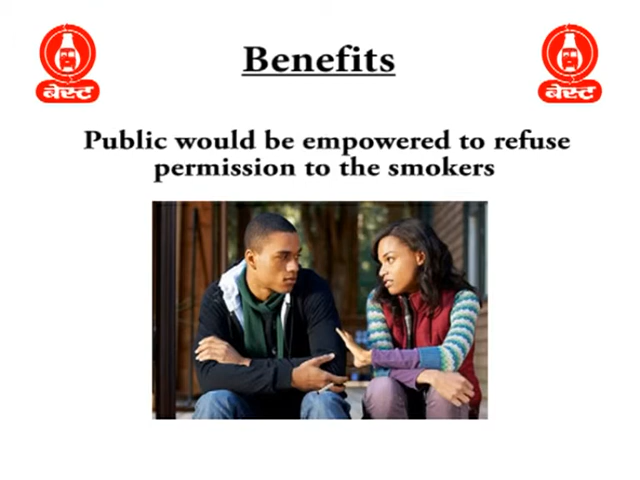 Benefits
Public would be empowered to refuse
permission to the smokers
बेस्ट
बेस्ट